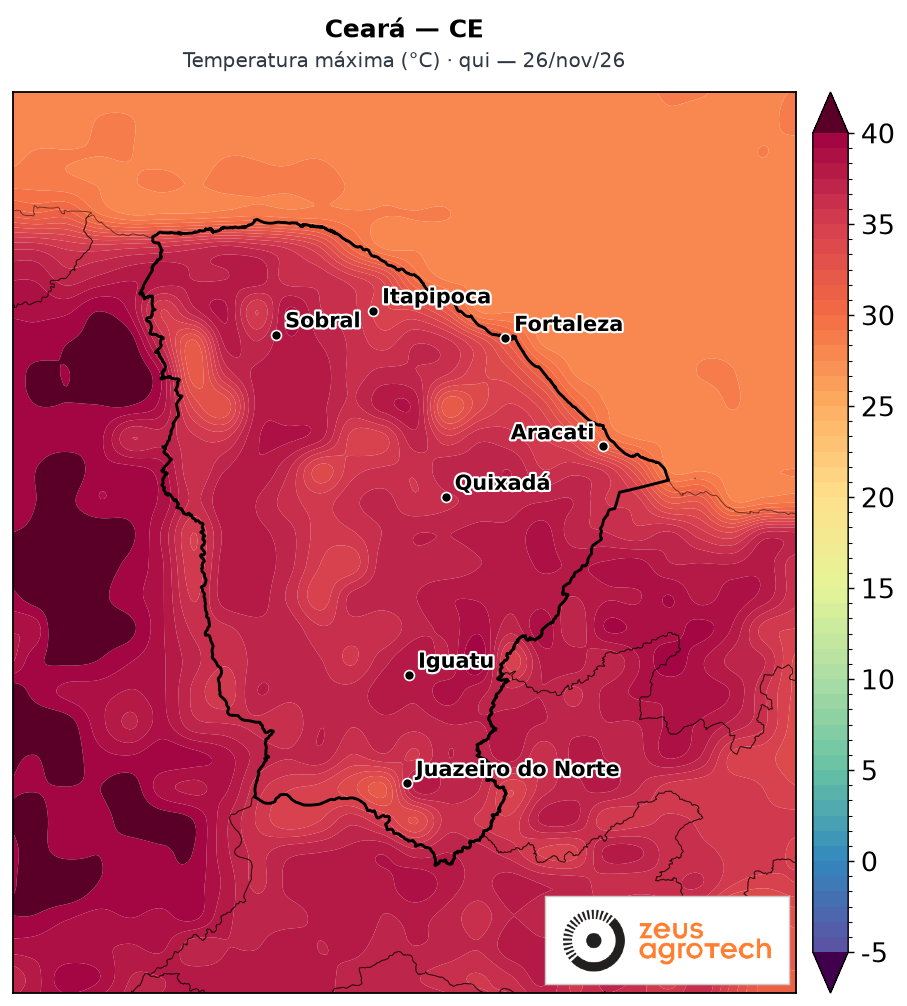 Ceará — CE
Temperatura máxima (°C) · qui — 26/nov/26
40
35
30
25
20
15
10
5
0
-5
Itapipoca
Sobral
Fortaleza
Aracati
Quixadá
Iguatu
Juazeiro do Norte
zeus
agrotech